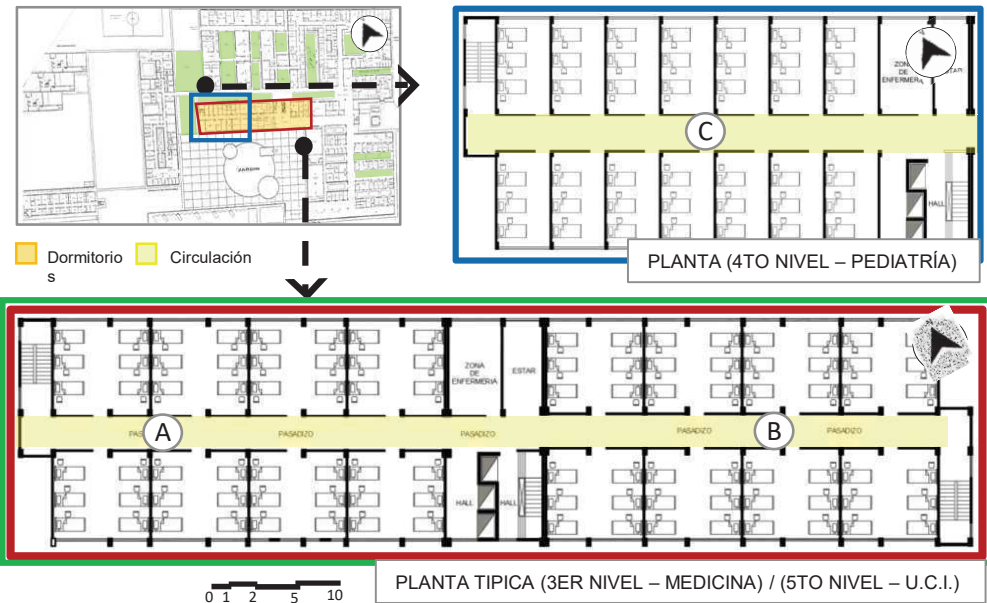 JARDIN
Dormitorio
s
Circulación
ZONA
DE
ENFERMERIA
C
HALL
PLANTA (4TO NIVEL – PEDIATRÍA)
ZONA
DE
ENFERMERIA
ESTAR
A
PASADIZO
PASADIZO
PASADIZO
B
PASADIZO
HALL
HALL
0 1 2 5 10
PLANTA TIPICA (3ER NIVEL – MEDICINA) / (5TO NIVEL – U.C.I.)